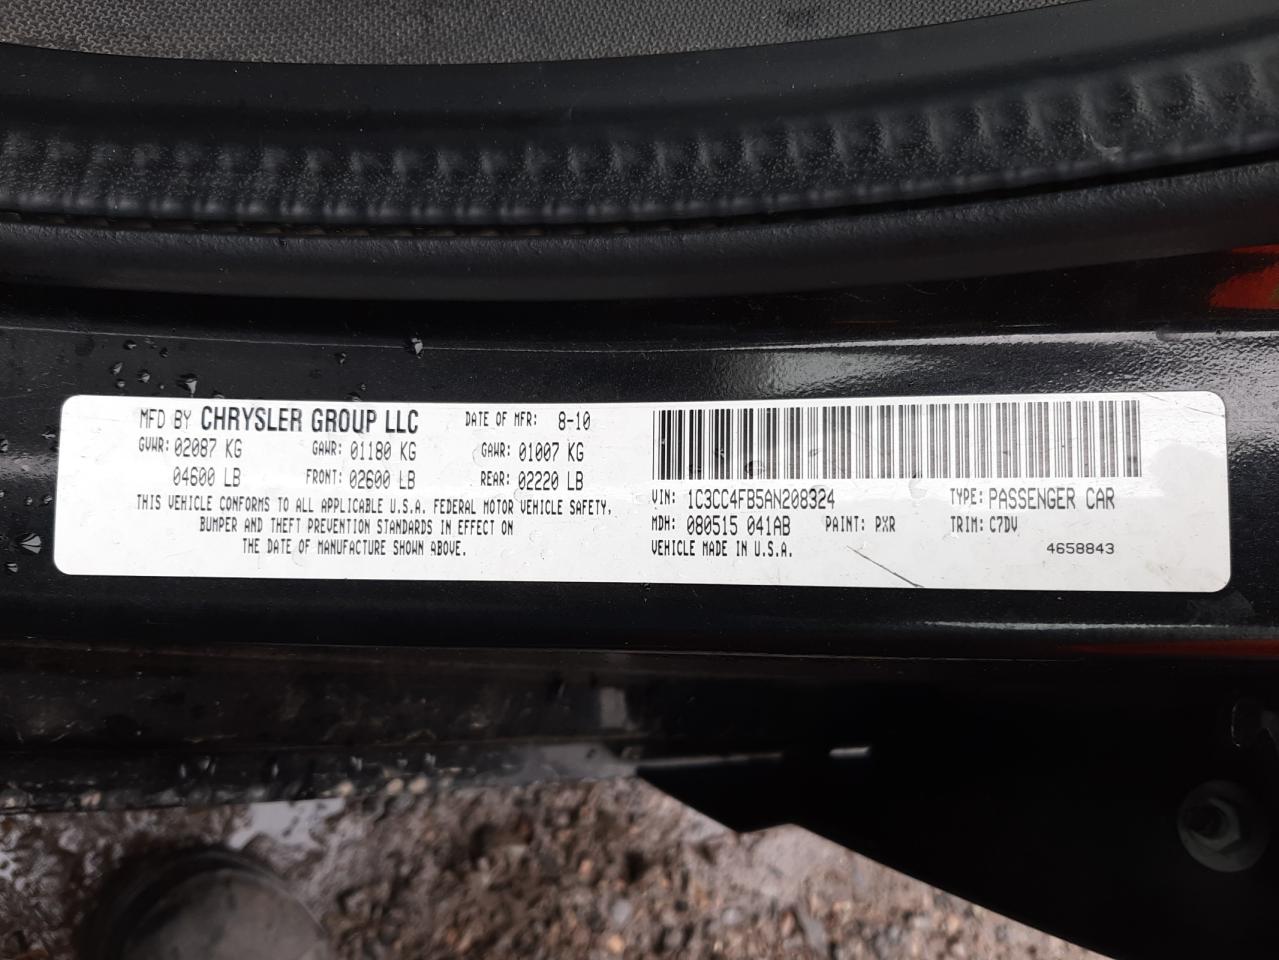 MFD BY CHRYSLER GROUP LLC DATE OF MFR: 8-10
GVWR: 02087 KG GAWR: 01180 KG GAWR: 01007 KG
04600 LB FRONT: 02600 LB REAR: 02220 LB
THIS VEHICLE CONFORMS TO ALL APPLICABLE U.S.A. FEDERAL MOTOR VEHICLE SAFETY,
BUMPER AND THEFT PREVENTION STANDARDS IN EFFECT ON
THE DATE OF MANUFACTURE SHOWN ABOVE.
VIN: 1C3CC4FB5AN208324 TYPE: PASSENGER CAR
MDH: 080515 041AB PAINT: PXR TRIM: C7DV
VEHICLE MADE IN U.S.A. 4658843